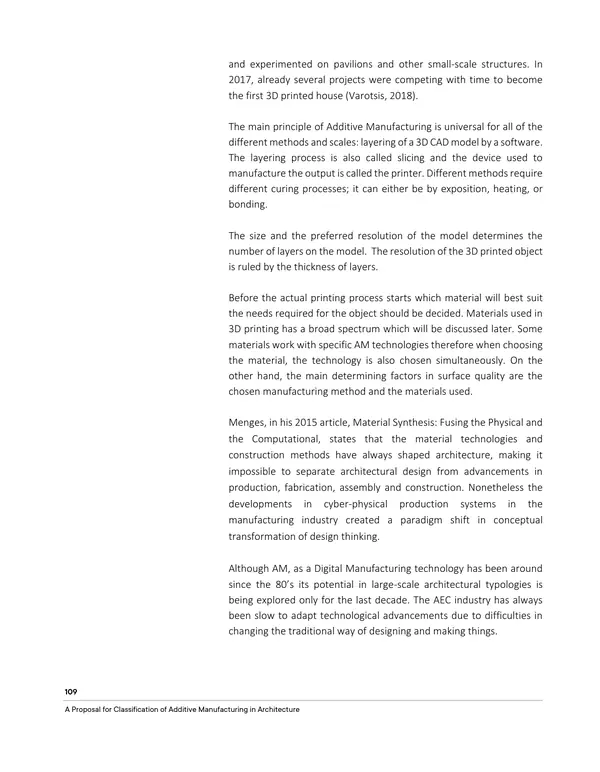 and experimented on pavilions and other small-scale structures. In
2017, already several projects were competing with time to become
the first 3D printed house (Varotsis, 2018).
The main principle of Additive Manufacturing is universal for all of the
different methods and scales: layering of a 3D CAD model by a software.
The layering process is also called slicing and the device used to
manufacture the output is called the printer. Different methods require
different curing processes; it can either be by exposition, heating, or
bonding.
The size and the preferred resolution of the model determines the
number of layers on the model.  The resolution of the 3D printed object
is ruled by the thickness of layers.
Before the actual printing process starts which material will best suit
the needs required for the object should be decided. Materials used in
3D printing has a broad spectrum which will be discussed later. Some
materials work with specific AM technologies therefore when choosing
the material, the technology is also chosen simultaneously. On the
other hand, the main determining factors in surface quality are the
chosen manufacturing method and the materials used.
Menges, in his 2015 article, Material Synthesis: Fusing the Physical and
the Computational, states that the material technologies and
construction methods have always shaped architecture, making it
impossible to separate architectural design from advancements in
production, fabrication, assembly and construction. Nonetheless the
developments in cyber-physical production systems in the
manufacturing industry created a paradigm shift in conceptual
transformation of design thinking.
Although AM, as a Digital Manufacturing technology has been around
since the 80's its potential in large-scale architectural typologies is
being explored only for the last decade. The AEC industry has always
been slow to adapt technological advancements due to difficulties in
changing the traditional way of designing and making things.
109
A Proposal for Classification of Additive Manufacturing in Architecture